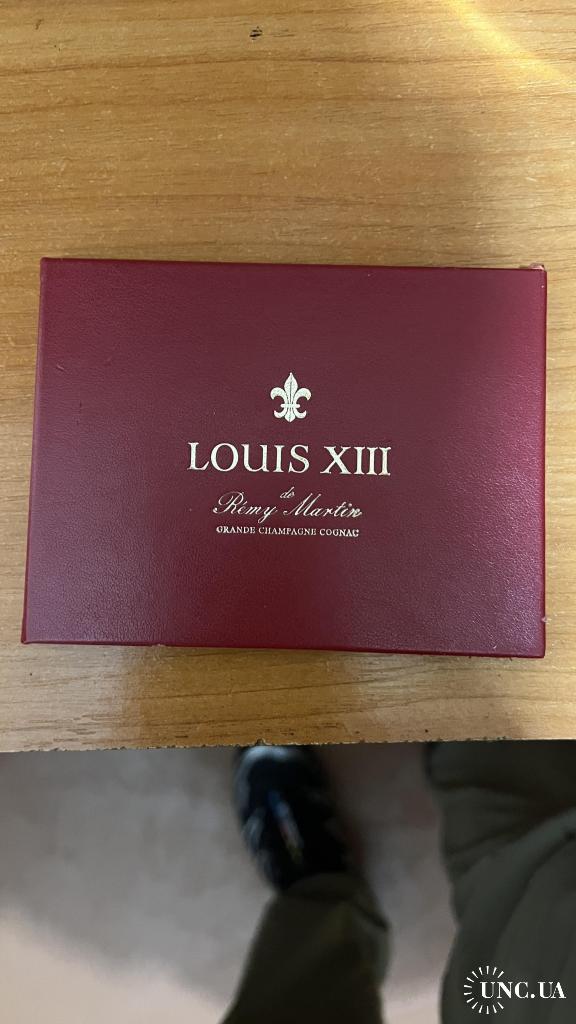 LOUIS XIII
de
Rémy Martin
GRANDE CHAMPAGNE COGNAC
UNC.UA